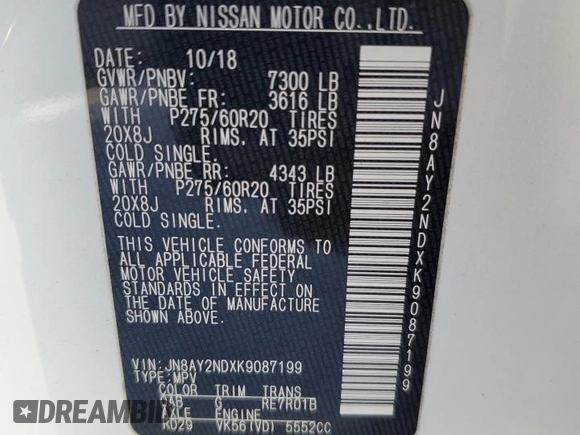 MFD BY NISSAN MOTOR CO.,LTD.
DATE: 10/18
GVWR/PNBV: 7300 LB
GAWR/PNBE FR: 3616 LB
WITH P275/60R20 TIRES
20X8J RIMS, AT 35PSI
COLD SINGLE.
GAWR/PNBE RR: 4343 LB
WITH P275/60R20 TIRES
20X8J RIMS, AT 35PSI
COLD SINGLE.
THIS VEHICLE CONFORMS TO
ALL APPLICABLE FEDERAL
MOTOR VEHICLE SAFETY
STANDARDS IN EFFECT ON
THE DATE OF MANUFACTURE
SHOWN ABOVE.
VIN:JN8AY2NDXK9087199
TYPE:MPV
COLOR TRIM TRANS
QAB G RE7R01B
AXLE ENGINE
KD29 VK56(VD) 5552CC
JN8AY2NDXK9087199
DREAMBID.COM